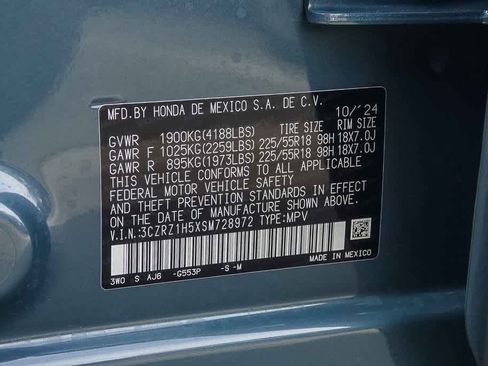 MFD.BY HONDA DE MEXICO S.A. DE C.V. 10/'24
GVWR 1900KG(4188LBS) TIRE SIZE RIM SIZE
GAWR F 1025KG(2259LBS) 225/55R18 98H 18X7.0J
GAWR R 895KG(1973LBS) 225/55R18 98H 18X7.0J
THIS VEHICLE CONFORMS TO ALL APPLICABLE
FEDERAL MOTOR VEHICLE SAFETY
AND THEFT PREVENTION STANDARDS IN EFFECT
ON THE DATE OF MANUFACTURE SHOWN ABOVE.
V.I.N.:3CZRZ1H5XSM728972 TYPE:MPV
3W0 S AJ6 -G553P -S -M MADE IN MEXICO